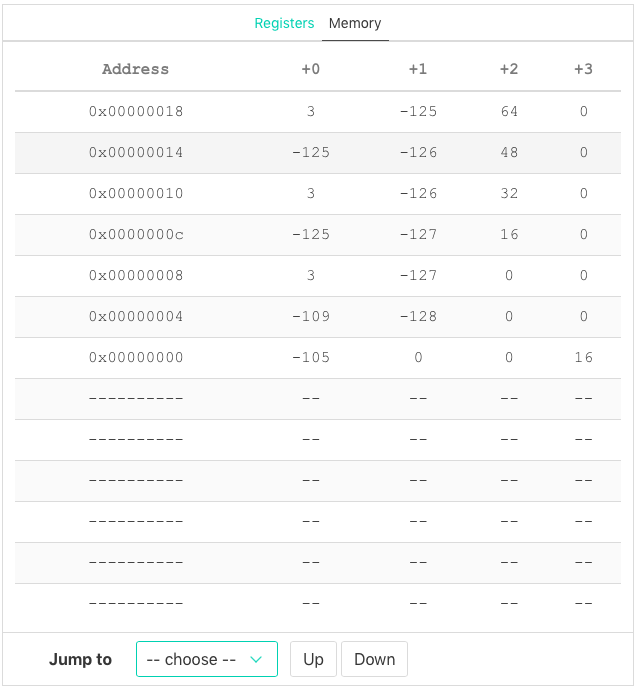 Registers Memory
Address +0 +1 +2 +3
0x00000018 3 -125 64 0
0x00000014 -125 -126 48 0
0x00000010 3 -126 32 0
0x0000000c -125 -127 16 0
0x00000008 3 -127 0 0
0x00000004 -109 -128 0 0
0x00000000 -105 0 0 16
---------- -- -- -- --
---------- -- -- -- --
---------- -- -- -- --
---------- -- -- -- --
---------- -- -- -- --
---------- -- -- -- --
Jump to -- choose -- Up Down